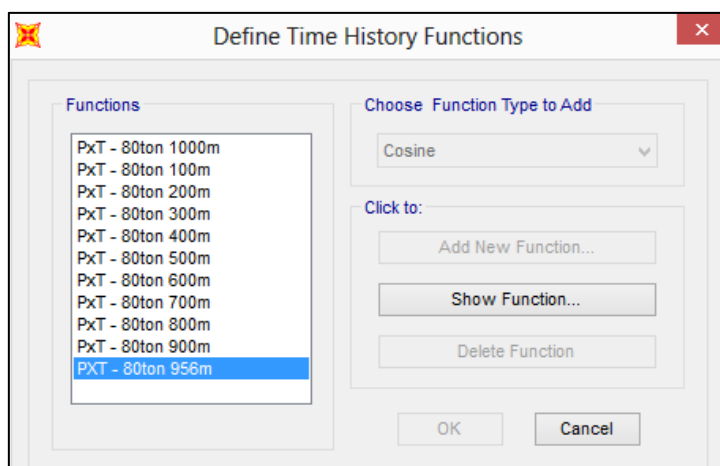 Define Time History Functions
Functions
PxT - 80ton 1000m
PxT - 80ton 100m
PxT - 80ton 200m
PxT - 80ton 300m
PxT - 80ton 400m
PxT - 80ton 500m
PxT - 80ton 600m
PxT - 80ton 700m
PxT - 80ton 800m
PxT - 80ton 900m
PXT - 80ton 956m
Choose Function Type to Add
Cosine
Click to:
Add New Function...
Show Function...
Delete Function
OK
Cancel